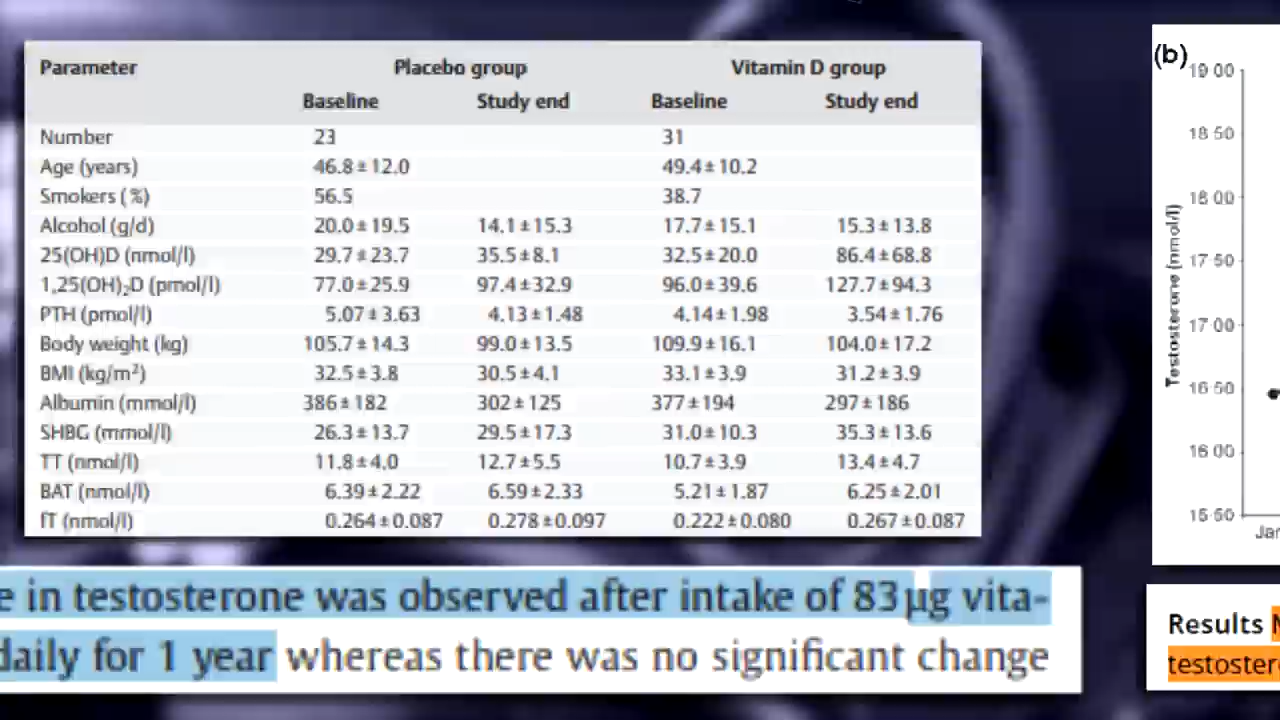 Parameter Placebo group Vitamin D group
Baseline Study end Baseline Study end
Number 23 31
Age (years) 46.8±12.0 49.4±10.2
Smokers (%) 56.5 38.7
Alcohol (g/d) 20.0±19.5 14.1±15.3 17.7±15.1 15.3±13.8
25(OH)D (nmol/l) 29.7±23.7 35.5±8.1 32.5±20.0 86.4±68.8
1,25(OH)₂D (pmol/l) 77.0±25.9 97.4±32.9 96.0±39.6 127.7±94.3
PTH (pmol/l) 5.07±3.63 4.13±1.48 4.14±1.98 3.54±1.76
Body weight (kg) 105.7±14.3 99.0±13.5 109.9±16.1 104.0±17.2
BMI (kg/m²) 32.5±3.8 30.5±4.1 33.1±3.9 31.2±3.9
Albumin (mmol/l) 386±182 302±125 377±194 297±186
SHBG (mmol/l) 26.3±13.7 29.5±17.3 31.0±10.3 35.3±13.6
TT (nmol/l) 11.8±4.0 12.7±5.5 10.7±3.9 13.4±4.7
BAT (nmol/l) 6.39±2.22 6.59±2.33 5.21±1.87 6.25±2.01
fT (nmol/l) 0.264±0.087 0.278±0.097 0.222±0.080 0.267±0.087
e in testosterone was observed after intake of 83 µg vita-
daily for 1 year whereas there was no significant change
(b)
19 00
18 50
18 00
17 50
17 00
16 50
16 00
15 50
Testosterone (nmol/l)
Jar
Results
testoster